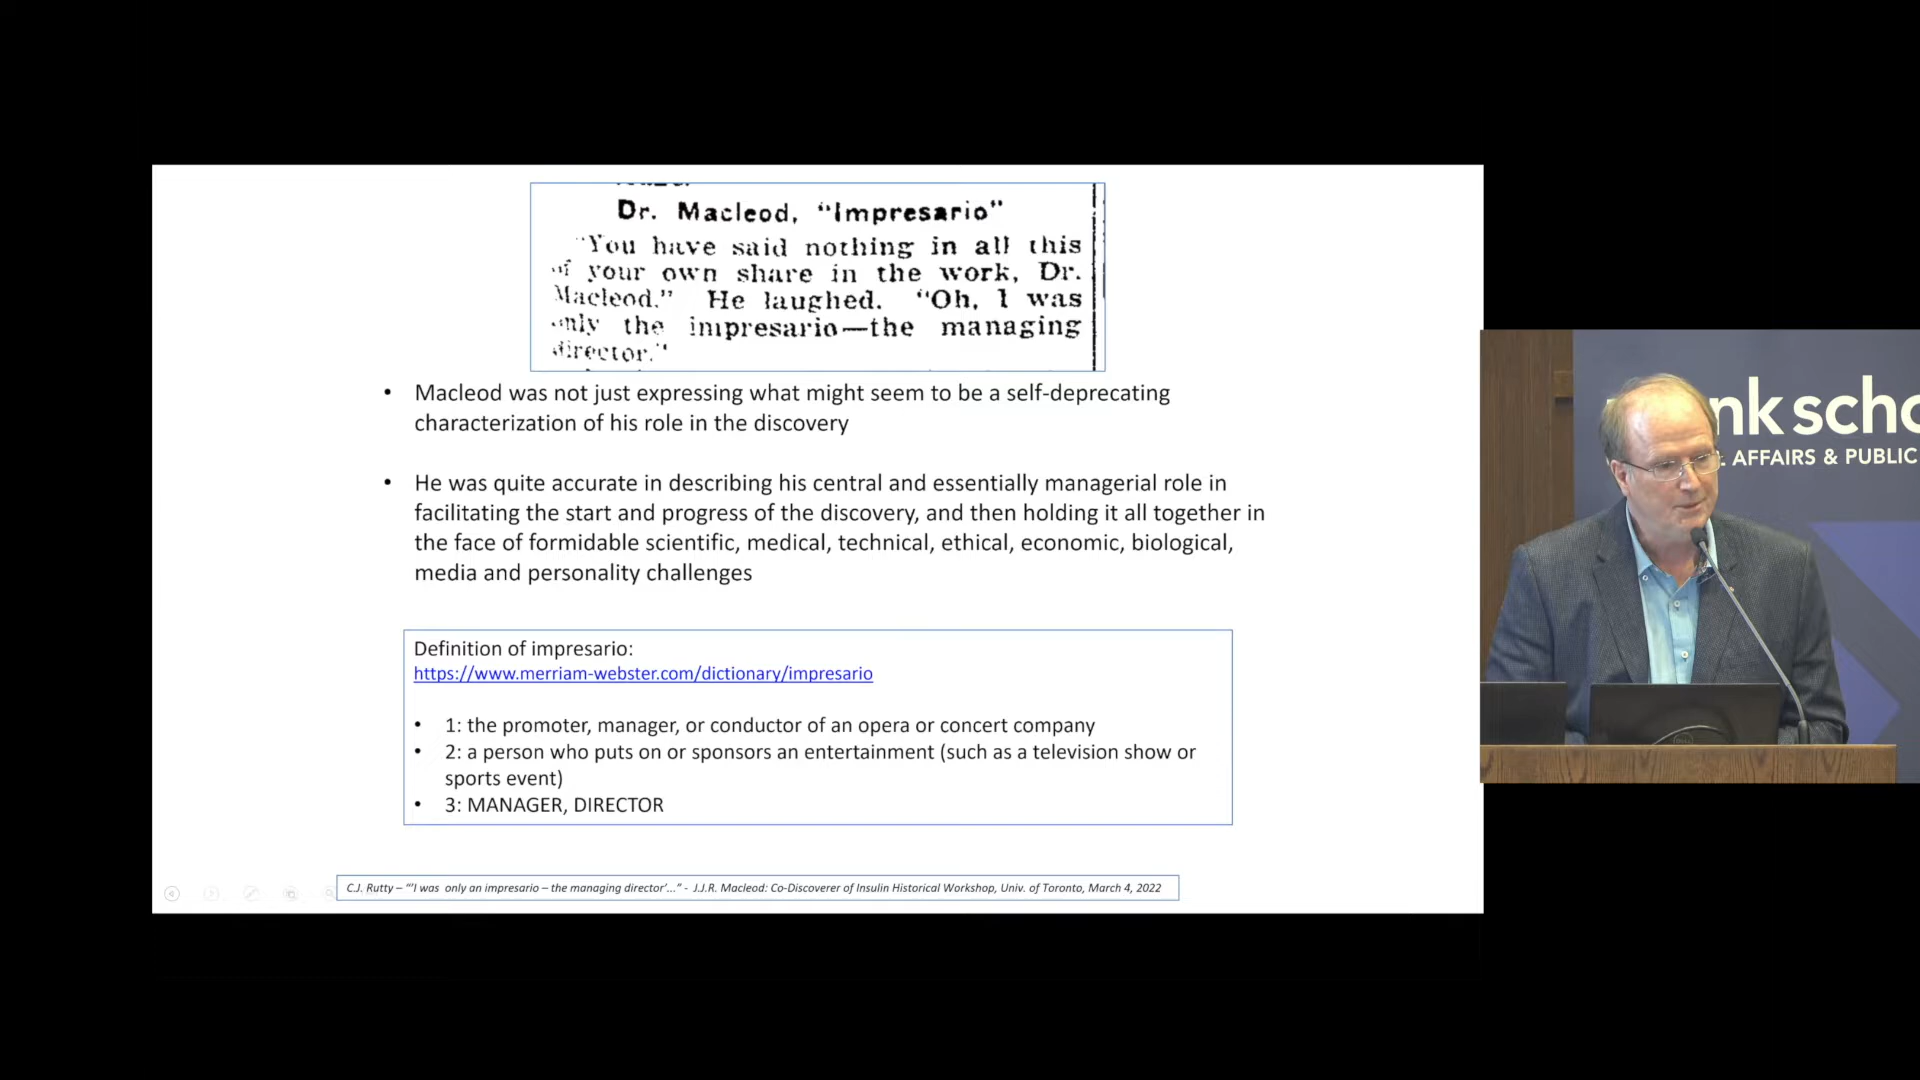 Dr. Macleod, "Impresario"
"You have said nothing in all this
of your own share in the work, Dr.
Macleod." He laughed. "Oh, I was
only the impresario—the managing
director."
• Macleod was not just expressing what might seem to be a self-deprecating
characterization of his role in the discovery
• He was quite accurate in describing his central and essentially managerial role in
facilitating the start and progress of the discovery, and then holding it all together in
the face of formidable scientific, medical, technical, ethical, economic, biological,
media and personality challenges
Definition of impresario:
https://www.merriam-webster.com/dictionary/impresario
• 1: the promoter, manager, or conductor of an opera or concert company
• 2: a person who puts on or sponsors an entertainment (such as a television show or
sports event)
• 3: MANAGER, DIRECTOR
C.J. Rutty – "'I was only an impresario – the managing director'..." - J.J.R. Macleod: Co-Discoverer of Insulin Historical Workshop, Univ. of Toronto, March 4, 2022
nk scho
AFFAIRS & PUBLIC